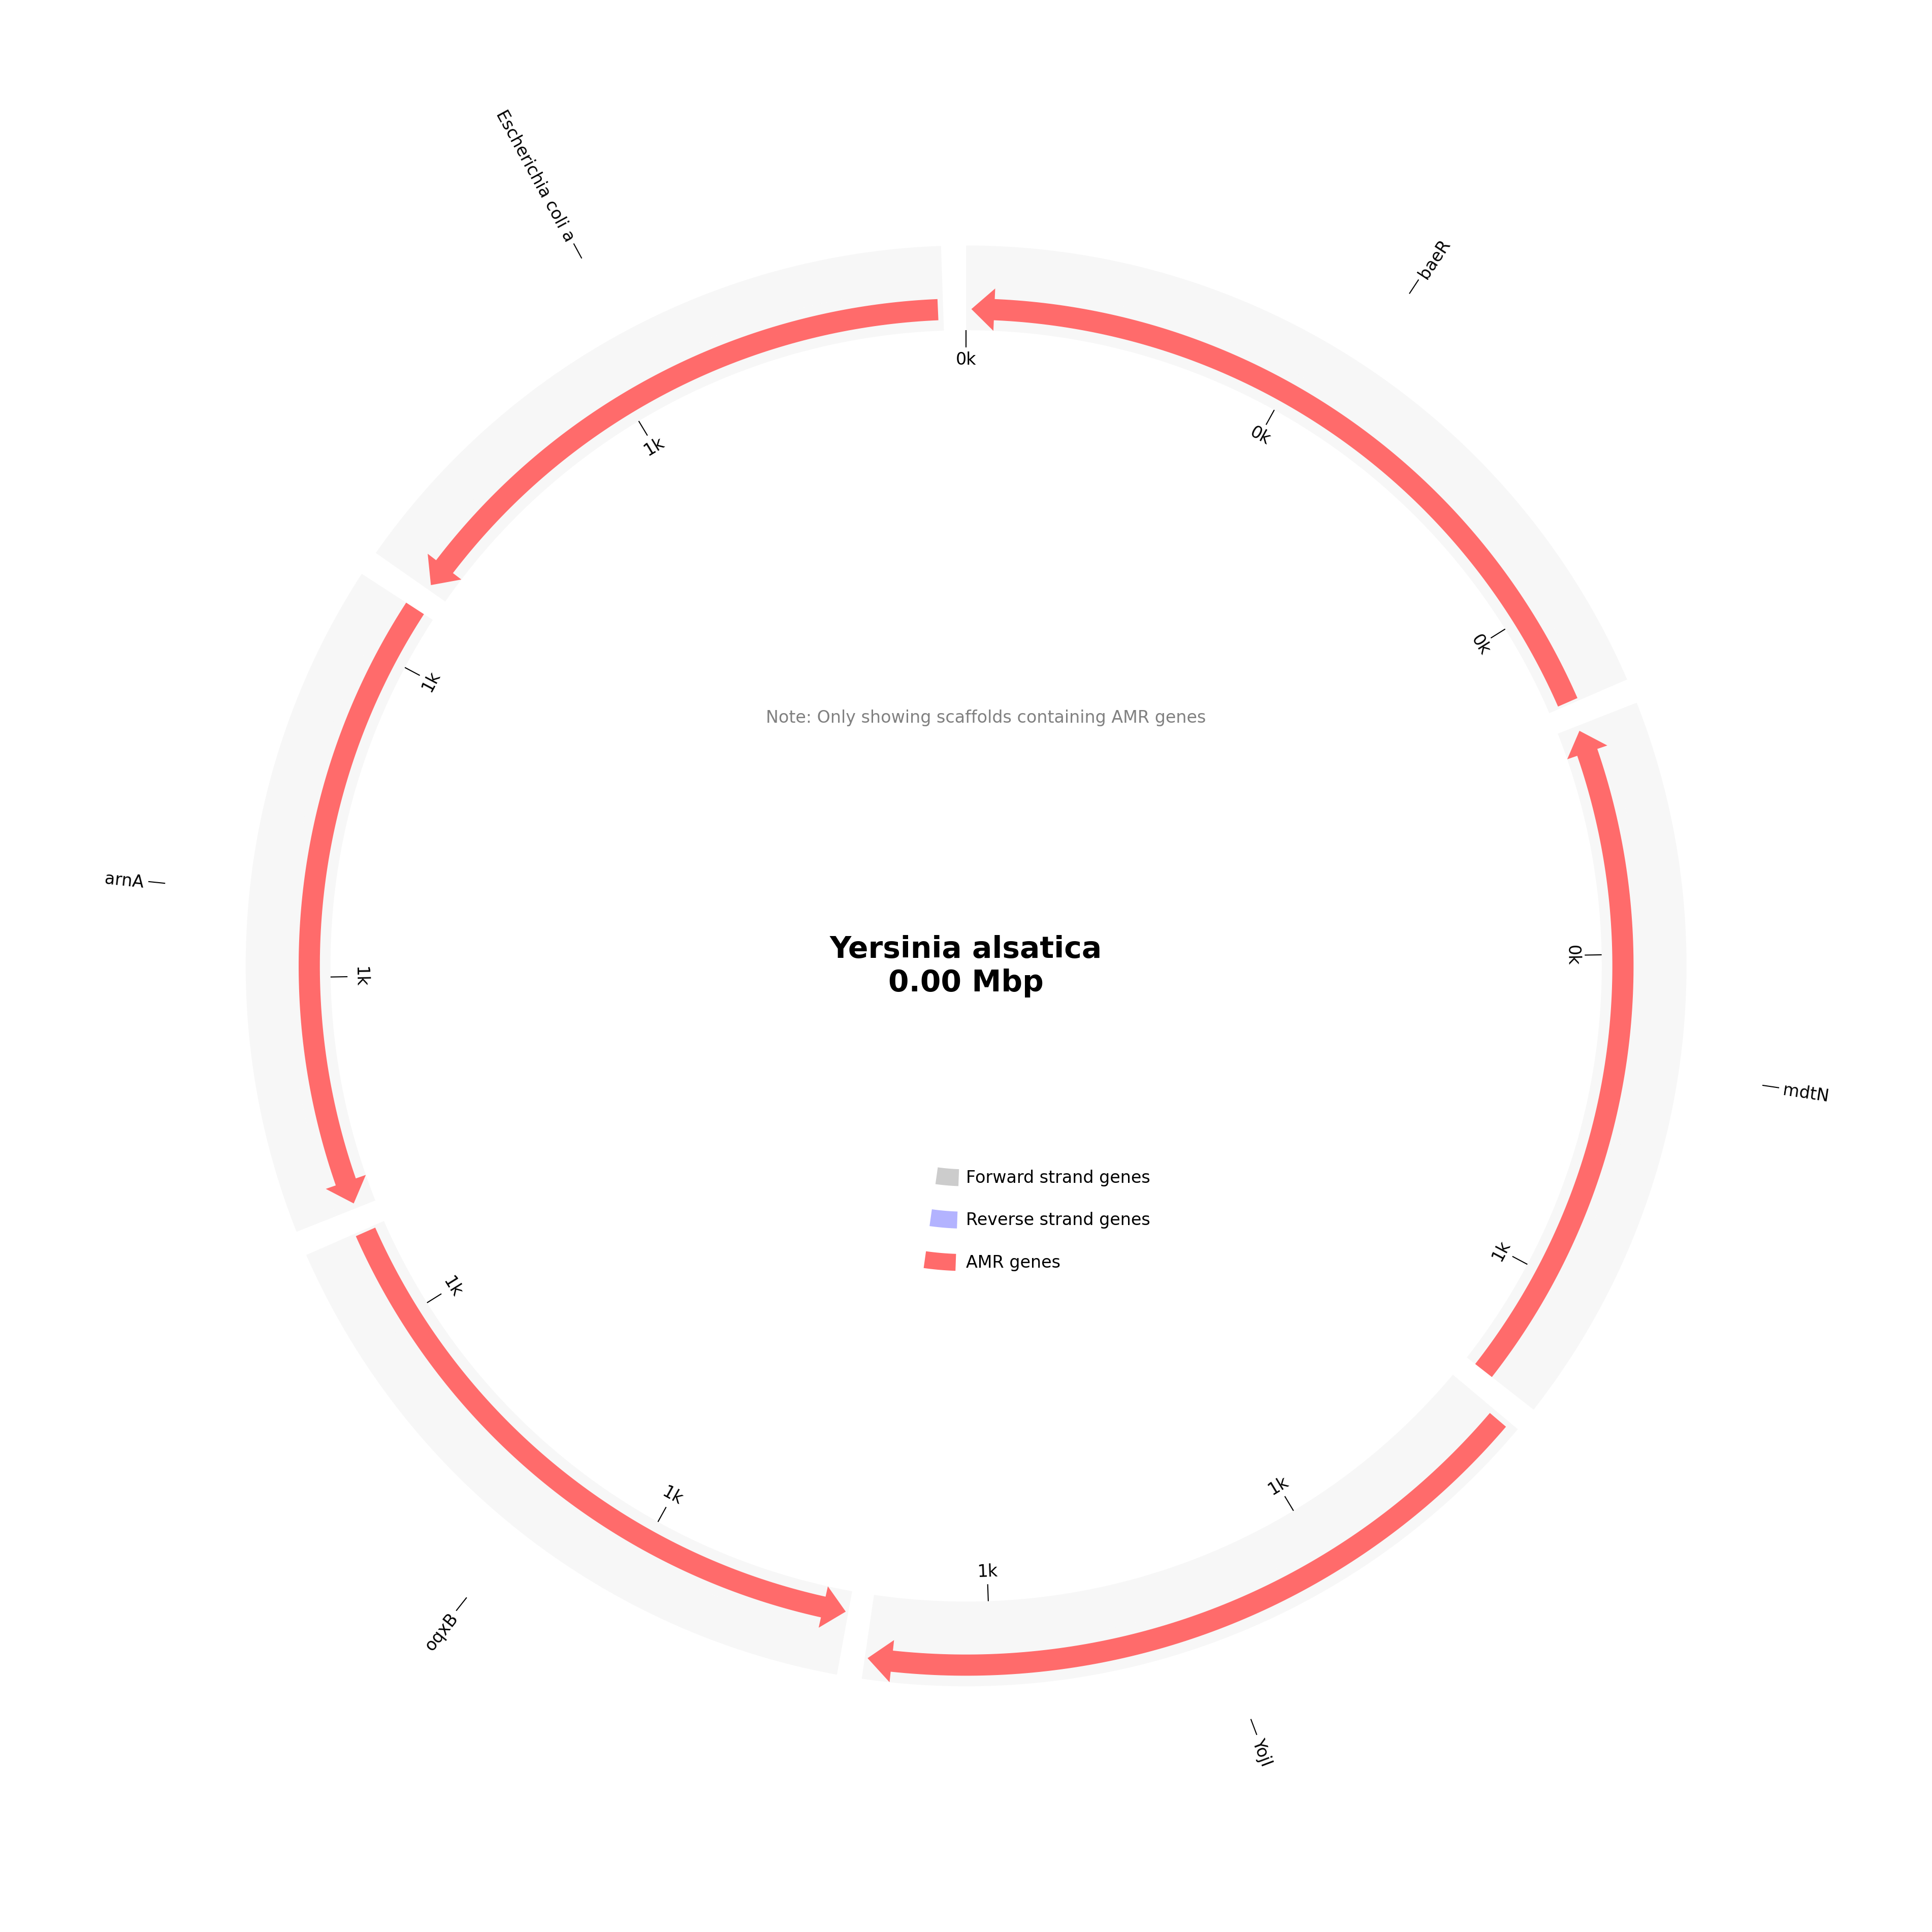 Escherichia coli a
baeR
0k
0k
1k
0k
1k
Note: Only showing scaffolds containing AMR genes
arnA
Yersinia alsatica
0.00 Mbp
0k
1k
mdtN
Forward strand genes
Reverse strand genes
AMR genes
1k
1k
1k
1k
1k
oqxB
YojI